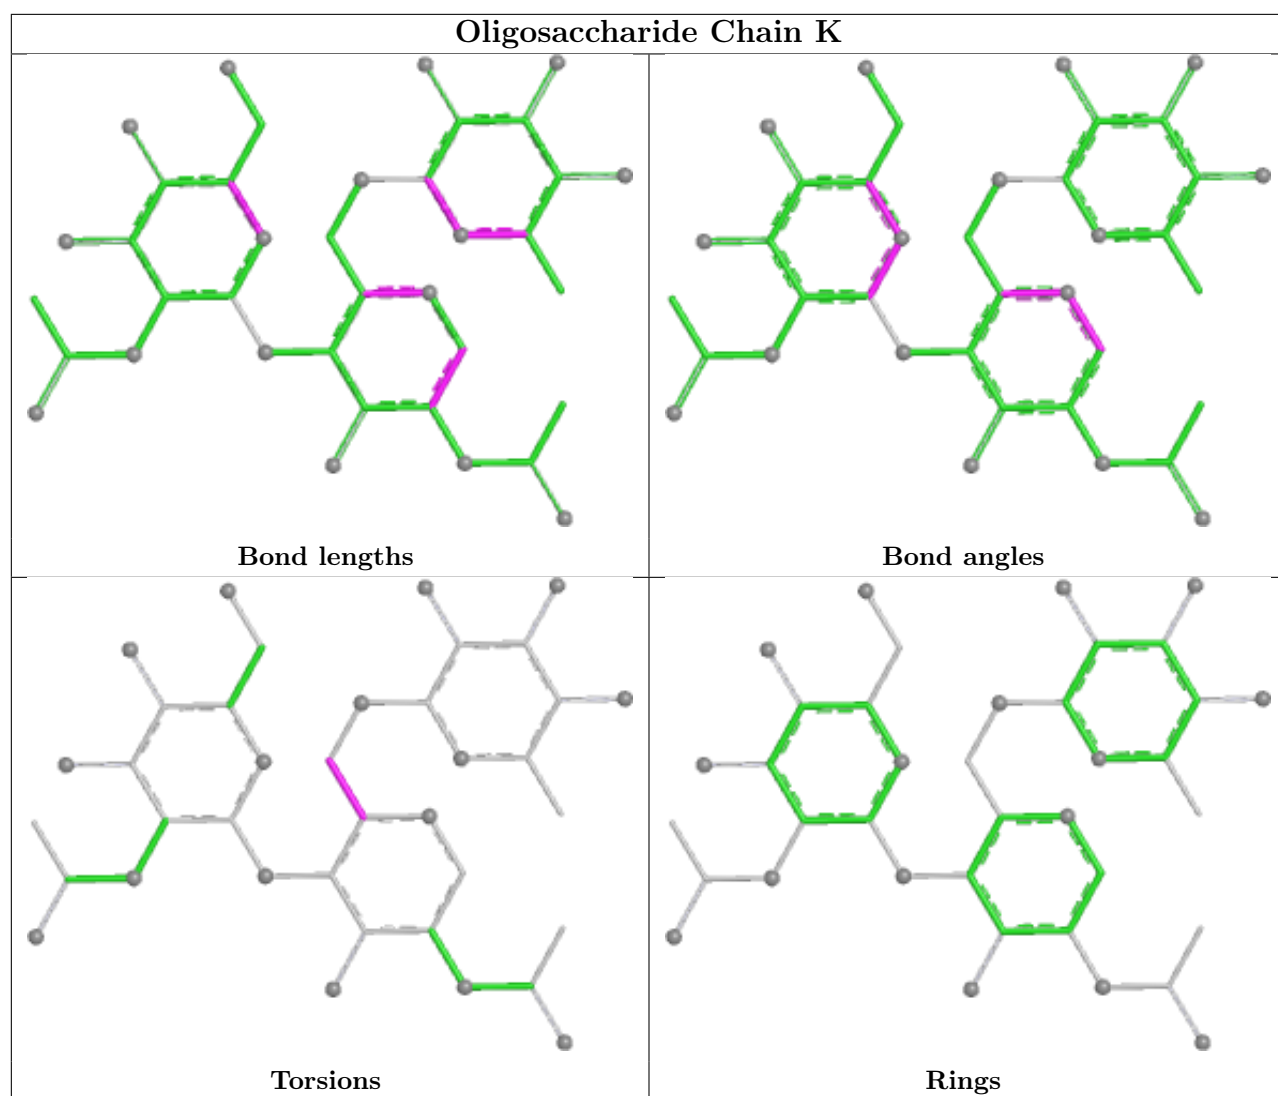 Oligosaccharide Chain K
Bond lengths
Bond angles
Torsions
Rings